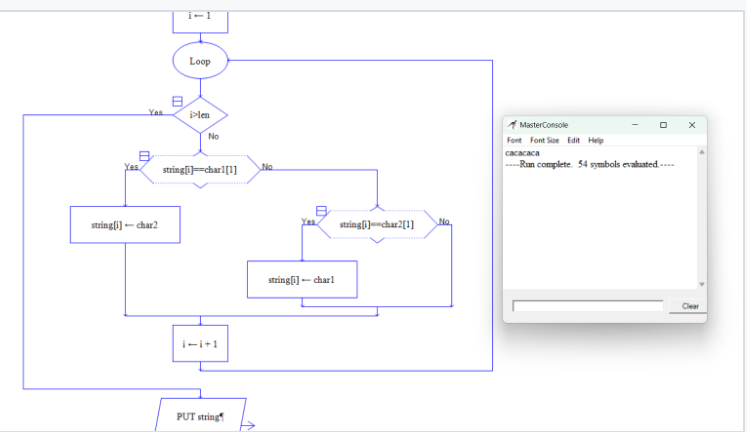 i ← 1
Loop
Yes
i>len
No
Yes
string[i]==char1[1]
No
string[i] ← char2
Yes
string[i]==char2[1]
No
string[i] ← char1
i ← i + 1
PUT string¶
MasterConsole
Font Font Size Edit Help
cacacaca
----Run complete. 54 symbols evaluated.----
Clear